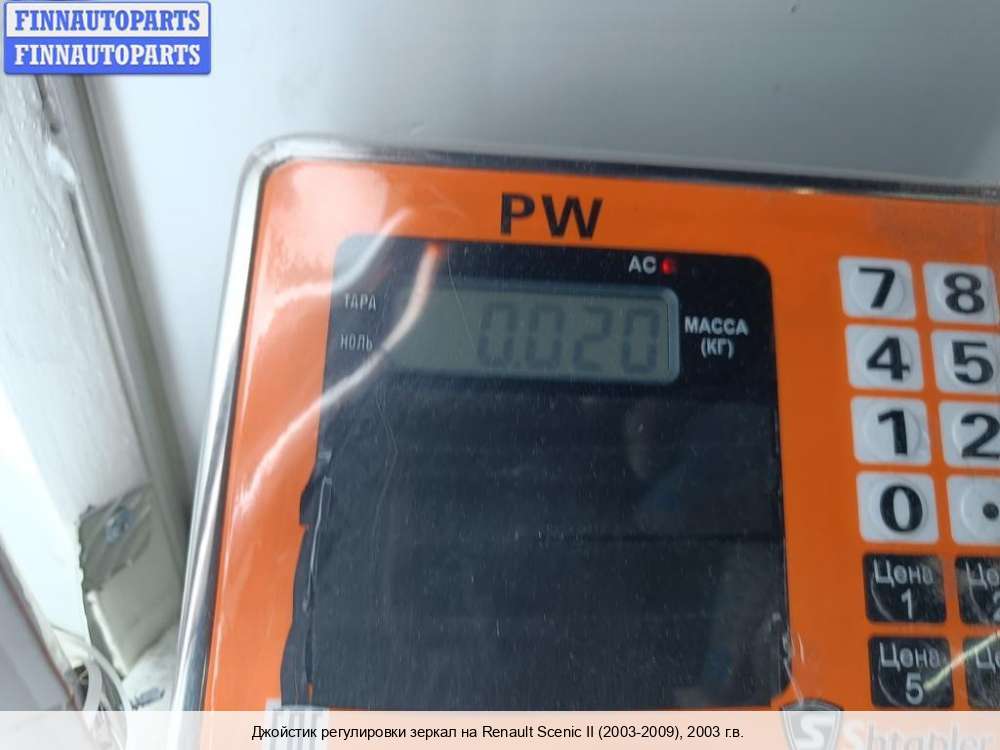 FINNAUTOPARTS
FINNAUTOPARTS
PW
AC
ТАРА
НОЛЬ
0.020
МАССА
(КГ)
7 8
4 5
1 2
0 .
Цена
1
Цена
5
Shtapler
Джойстик регулировки зеркал на Renault Scenic II (2003-2009), 2003 г.в.